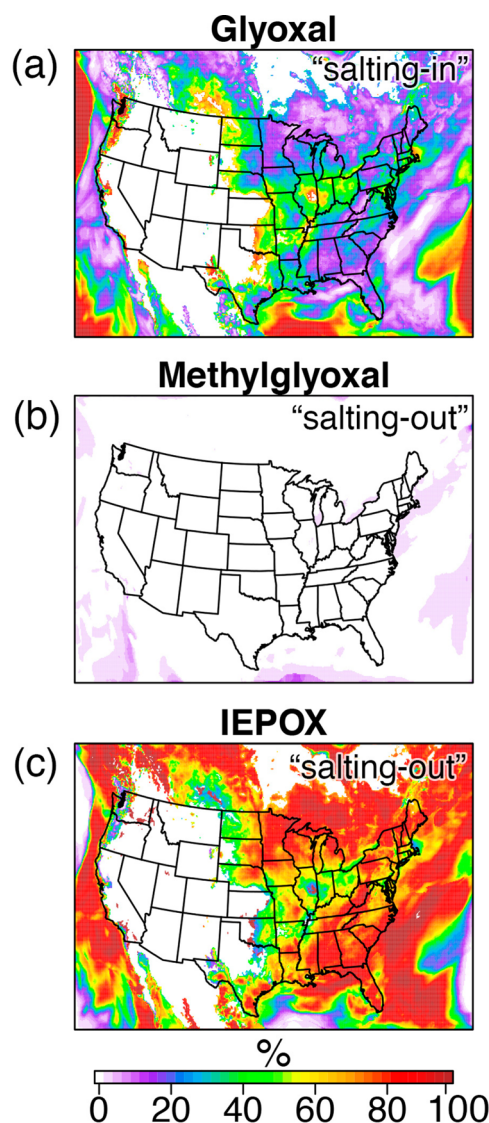 Glyoxal
(a)
“salting-in”
Methylglyoxal
(b)
“salting-out”
IEPOX
(c)
“salting-out”
%
0 20 40 60 80 100